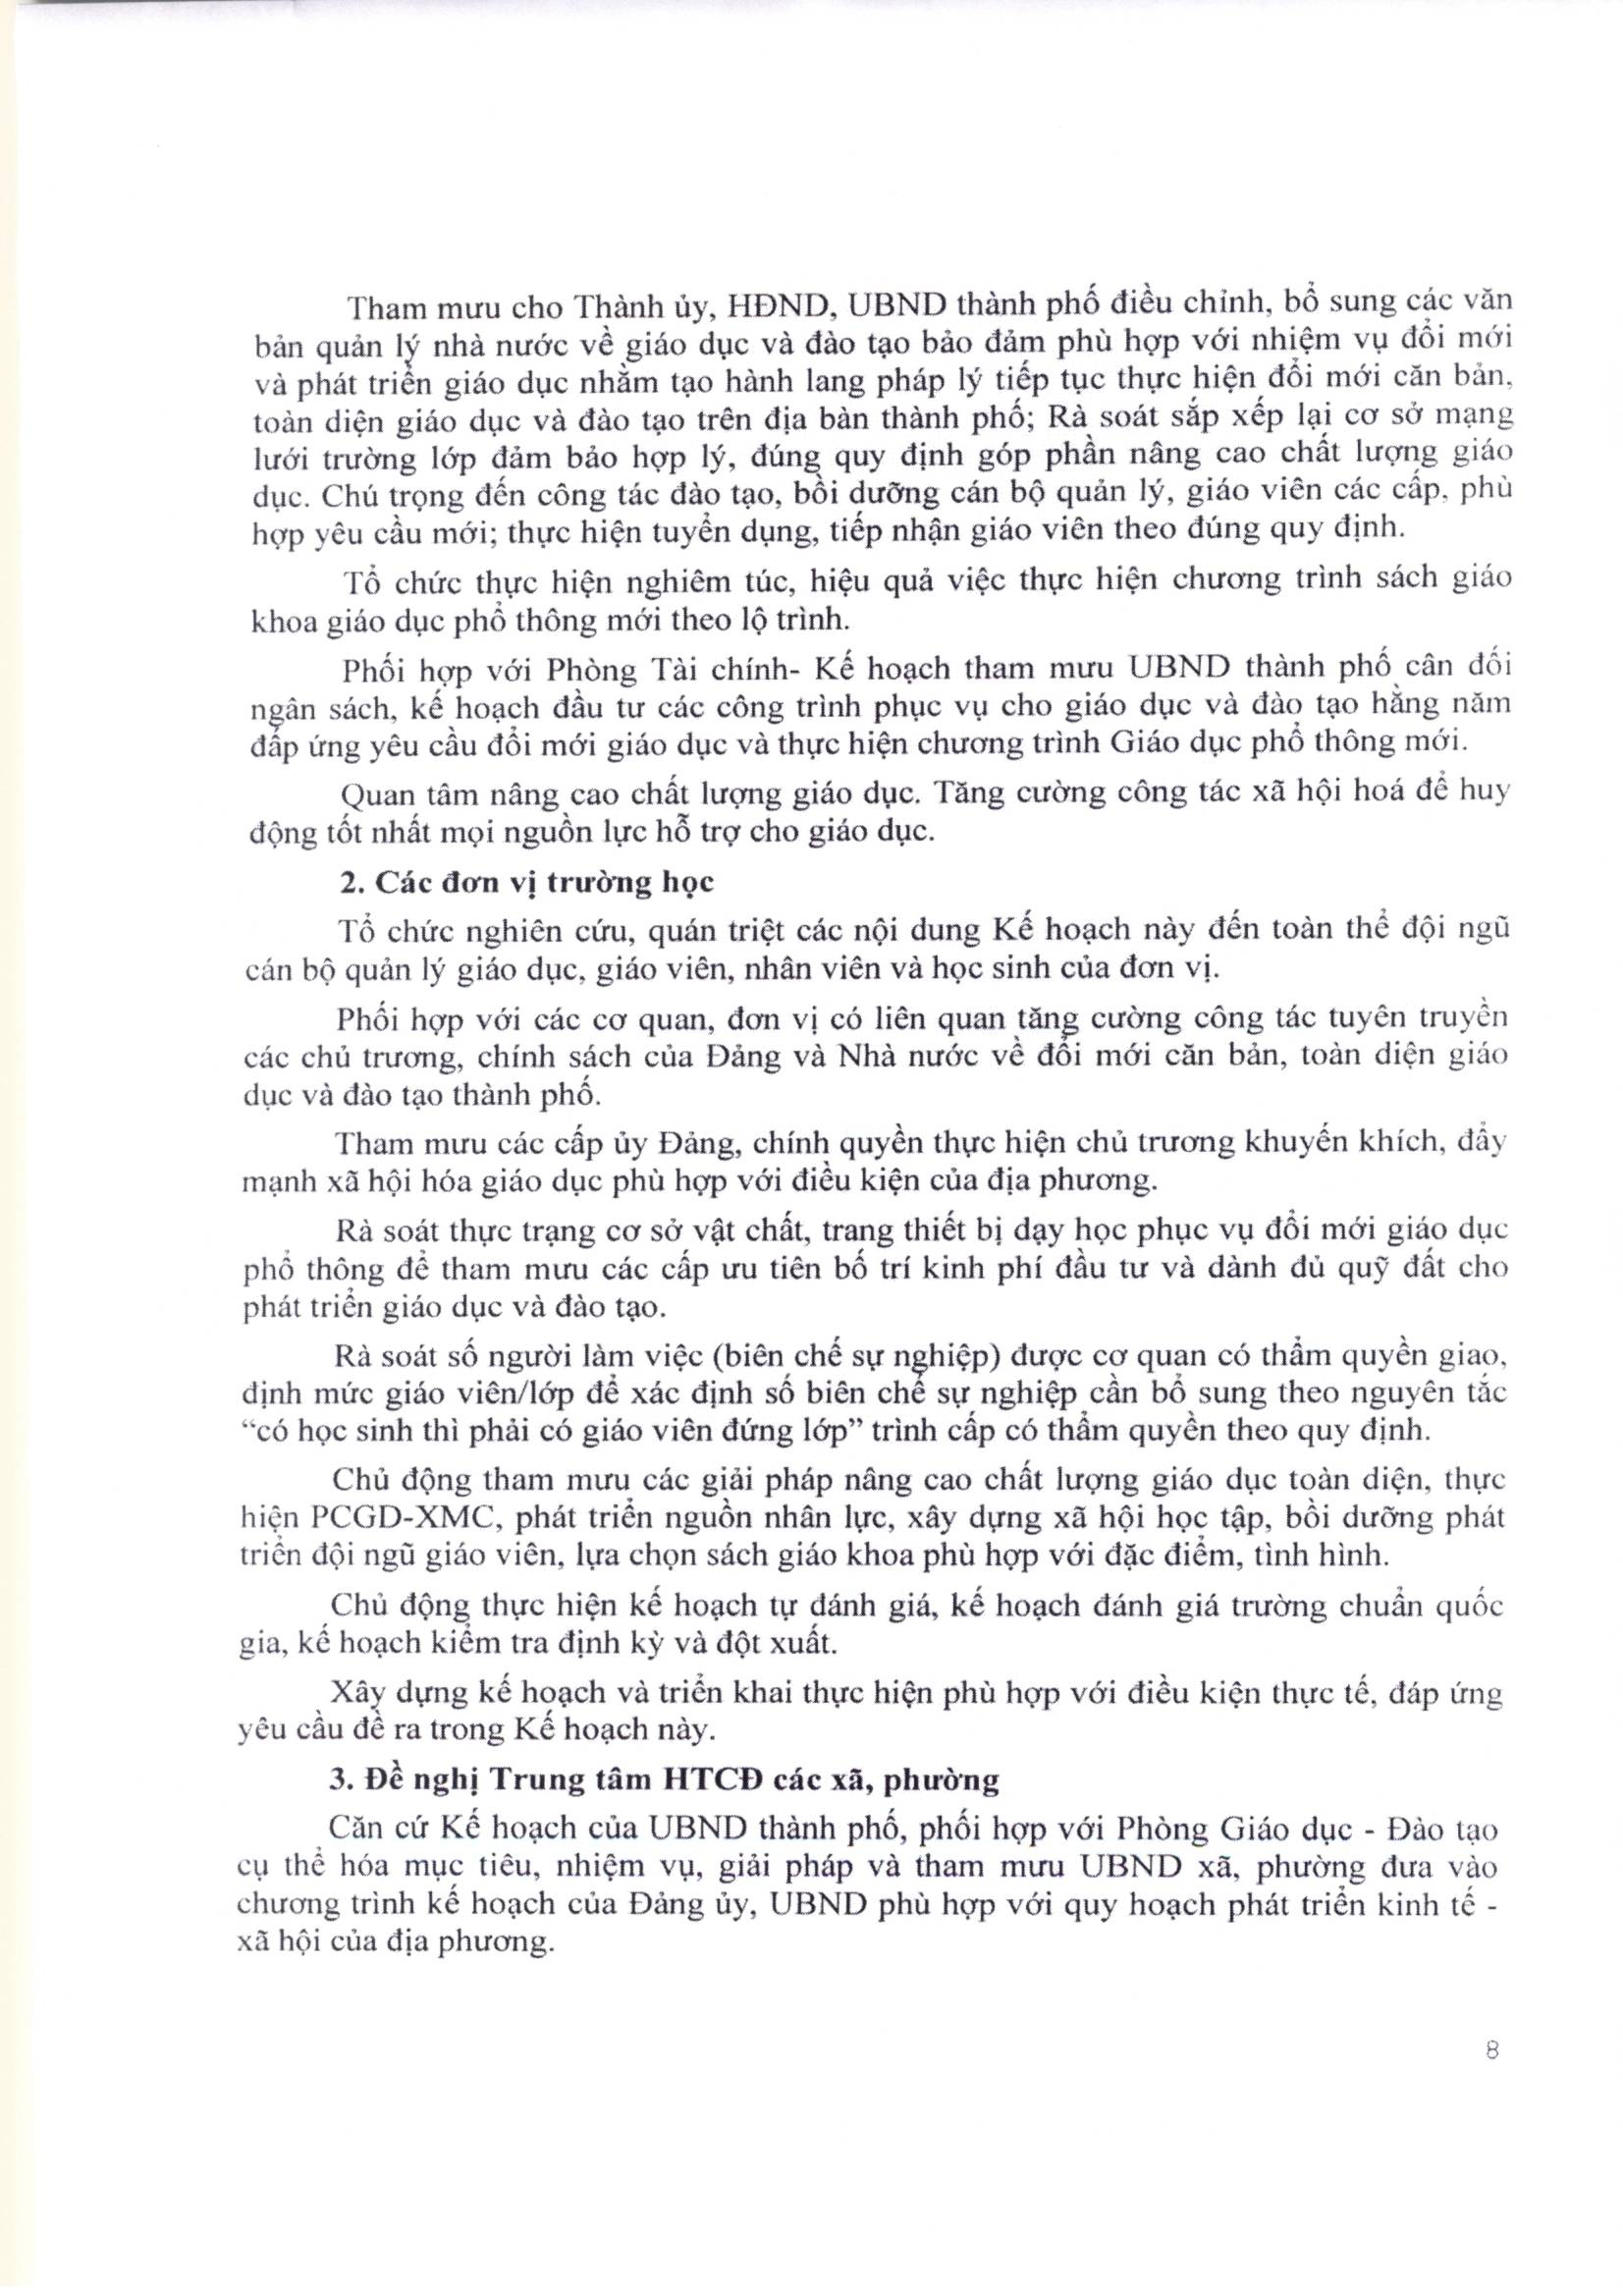 Tham mưu cho Thành ủy, HĐND, UBND thành phố điều chỉnh, bổ sung các văn
bản quản lý nhà nước về giáo dục và đào tạo bảo đảm phù hợp với nhiệm vụ đổi mới
và phát triển giáo dục nhằm tạo hành lang pháp lý tiếp tục thực hiện đổi mới căn bản,
toàn diện giáo dục và đào tạo trên địa bàn thành phố; Rà soát sắp xếp lại cơ sở mạng
lưới trường lớp đảm bảo hợp lý, đúng quy định góp phần nâng cao chất lượng giáo
dục. Chú trọng đến công tác đào tạo, bồi dưỡng cán bộ quản lý, giáo viên các cấp, phù
hợp yêu cầu mới; thực hiện tuyển dụng, tiếp nhận giáo viên theo đúng quy định.
Tổ chức thực hiện nghiêm túc, hiệu quả việc thực hiện chương trình sách giáo
khoa giáo dục phổ thông mới theo lộ trình.
Phối hợp với Phòng Tài chính- Kế hoạch tham mưu UBND thành phố cân đối
ngân sách, kế hoạch đầu tư các công trình phục vụ cho giáo dục và đào tạo hằng năm
đấp ứng yêu cầu đổi mới giáo dục và thực hiện chương trình Giáo dục phổ thông mới.
Quan tâm nâng cao chất lượng giáo dục. Tăng cường công tác xã hội hoá để huy
động tốt nhất mọi nguồn lực hỗ trợ cho giáo dục.
2. Các đơn vị trường học
Tổ chức nghiên cứu, quán triệt các nội dung Kế hoạch này đến toàn thể đội ngũ
cán bộ quản lý giáo dục, giáo viên, nhân viên và học sinh của đơn vị.
Phối hợp với các cơ quan, đơn vị có liên quan tăng cường công tác tuyên truyền
các chủ trương, chính sách của Đảng và Nhà nước về đổi mới căn bản, toàn diện giáo
dục và đào tạo thành phố.
Tham mưu các cấp ủy Đảng, chính quyền thực hiện chủ trương khuyến khích, đẩy
mạnh xã hội hóa giáo dục phù hợp với điều kiện của địa phương.
Rà soát thực trạng cơ sở vật chất, trang thiết bị dạy học phục vụ đổi mới giáo dục
phổ thông để tham mưu các cấp ưu tiên bố trí kinh phí đầu tư và dành đủ quỹ đất cho
phát triển giáo dục và đào tạo.
Rà soát số người làm việc (biên chế sự nghiệp) được cơ quan có thẩm quyền giao,
định mức giáo viên/lớp để xác định số biên chế sự nghiệp cần bổ sung theo nguyên tắc
“có học sinh thì phải có giáo viên đứng lớp” trình cấp có thẩm quyền theo quy định.
Chủ động tham mưu các giải pháp nâng cao chất lượng giáo dục toàn diện, thực
hiện PCGD-XMC, phát triển nguồn nhân lực, xây dựng xã hội học tập, bồi dưỡng phát
triển đội ngũ giáo viên, lựa chọn sách giáo khoa phù hợp với đặc điểm, tình hình.
Chủ động thực hiện kế hoạch tự đánh giá, kế hoạch đánh giá trường chuẩn quốc
gia, kế hoạch kiểm tra định kỳ và đột xuất.
Xây dựng kế hoạch và triển khai thực hiện phù hợp với điều kiện thực tế, đáp ứng
yêu cầu đề ra trong Kế hoạch này.
3. Đề nghị Trung tâm HTCĐ các xã, phường
Căn cứ Kế hoạch của UBND thành phố, phối hợp với Phòng Giáo dục - Đào tạo
cụ thể hóa mục tiêu, nhiệm vụ, giải pháp và tham mưu UBND xã, phường đưa vào
chương trình kế hoạch của Đảng ủy, UBND phù hợp với quy hoạch phát triển kinh tế -
xã hội của địa phương.
8